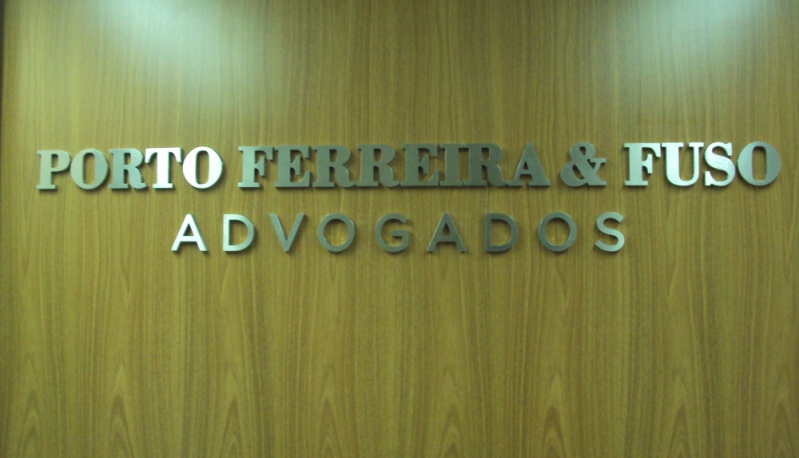 PORTO FERREIRA & FUSO
ADVOGADOS